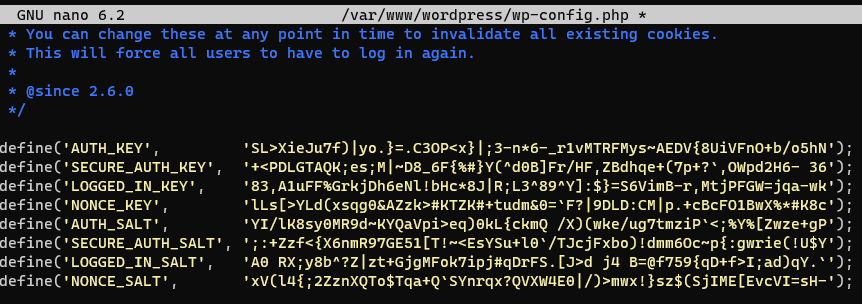 GNU nano 6.2 /var/www/wordpress/wp-config.php *
* You can change these at any point in time to invalidate all existing cookies.
* This will force all users to have to log in again.
*
* @since 2.6.0
*/
define('AUTH_KEY', 'SL>XieJu7f)|yo.}=.C3OP<x}|;3-n*6-_r1vMTRFMys~AEDV{8UiVFnO+b/o5hN');
define('SECURE_AUTH_KEY', '+<PDLGTAQK;es;M|~D8_6F{%#}Y(^d0B]Fr/HF,ZBdhqe+(7p+?`,OWpd2H6- 36');
define('LOGGED_IN_KEY', '83,A1uFF%GrkjDh6eNl!bHc*8J|R;L3^89^Y]:$}=S6VimB-r,MtjPFGW=jqa-wk');
define('NONCE_KEY', 'lLs[>YLd(xsqg0&AZzk>#KTZK#+tudm&0=`F?|9DLD:CM|p.+cBcFO1BwX%*#K8c');
define('AUTH_SALT', 'YI/lK8sy0MR9d~KYQaVpi>eq)0kL{ckmQ /X)(wke/ug7tmziP`<;%Y%[Zwze+gP');
define('SECURE_AUTH_SALT', ';:+Zzf<{X6nmR97GE51[T!~<EsYSu+l0`/TJcjFxbo)!dmm6Oc~p{:gwrie(!U$Y');
define('LOGGED_IN_SALT', 'A0 RX;y8b^?Z|zt+GjgMFok7ipj#qDrFS.[J>d j4 B=@f759{qD+f>I;ad)qY.`');
define('NONCE_SALT', 'xV(l4{;2ZznXQTo$Tqa+Q`SYnrqx?QVXW4E0|/)>mwx!}sz$(SjIME[EvcVI=sH-');